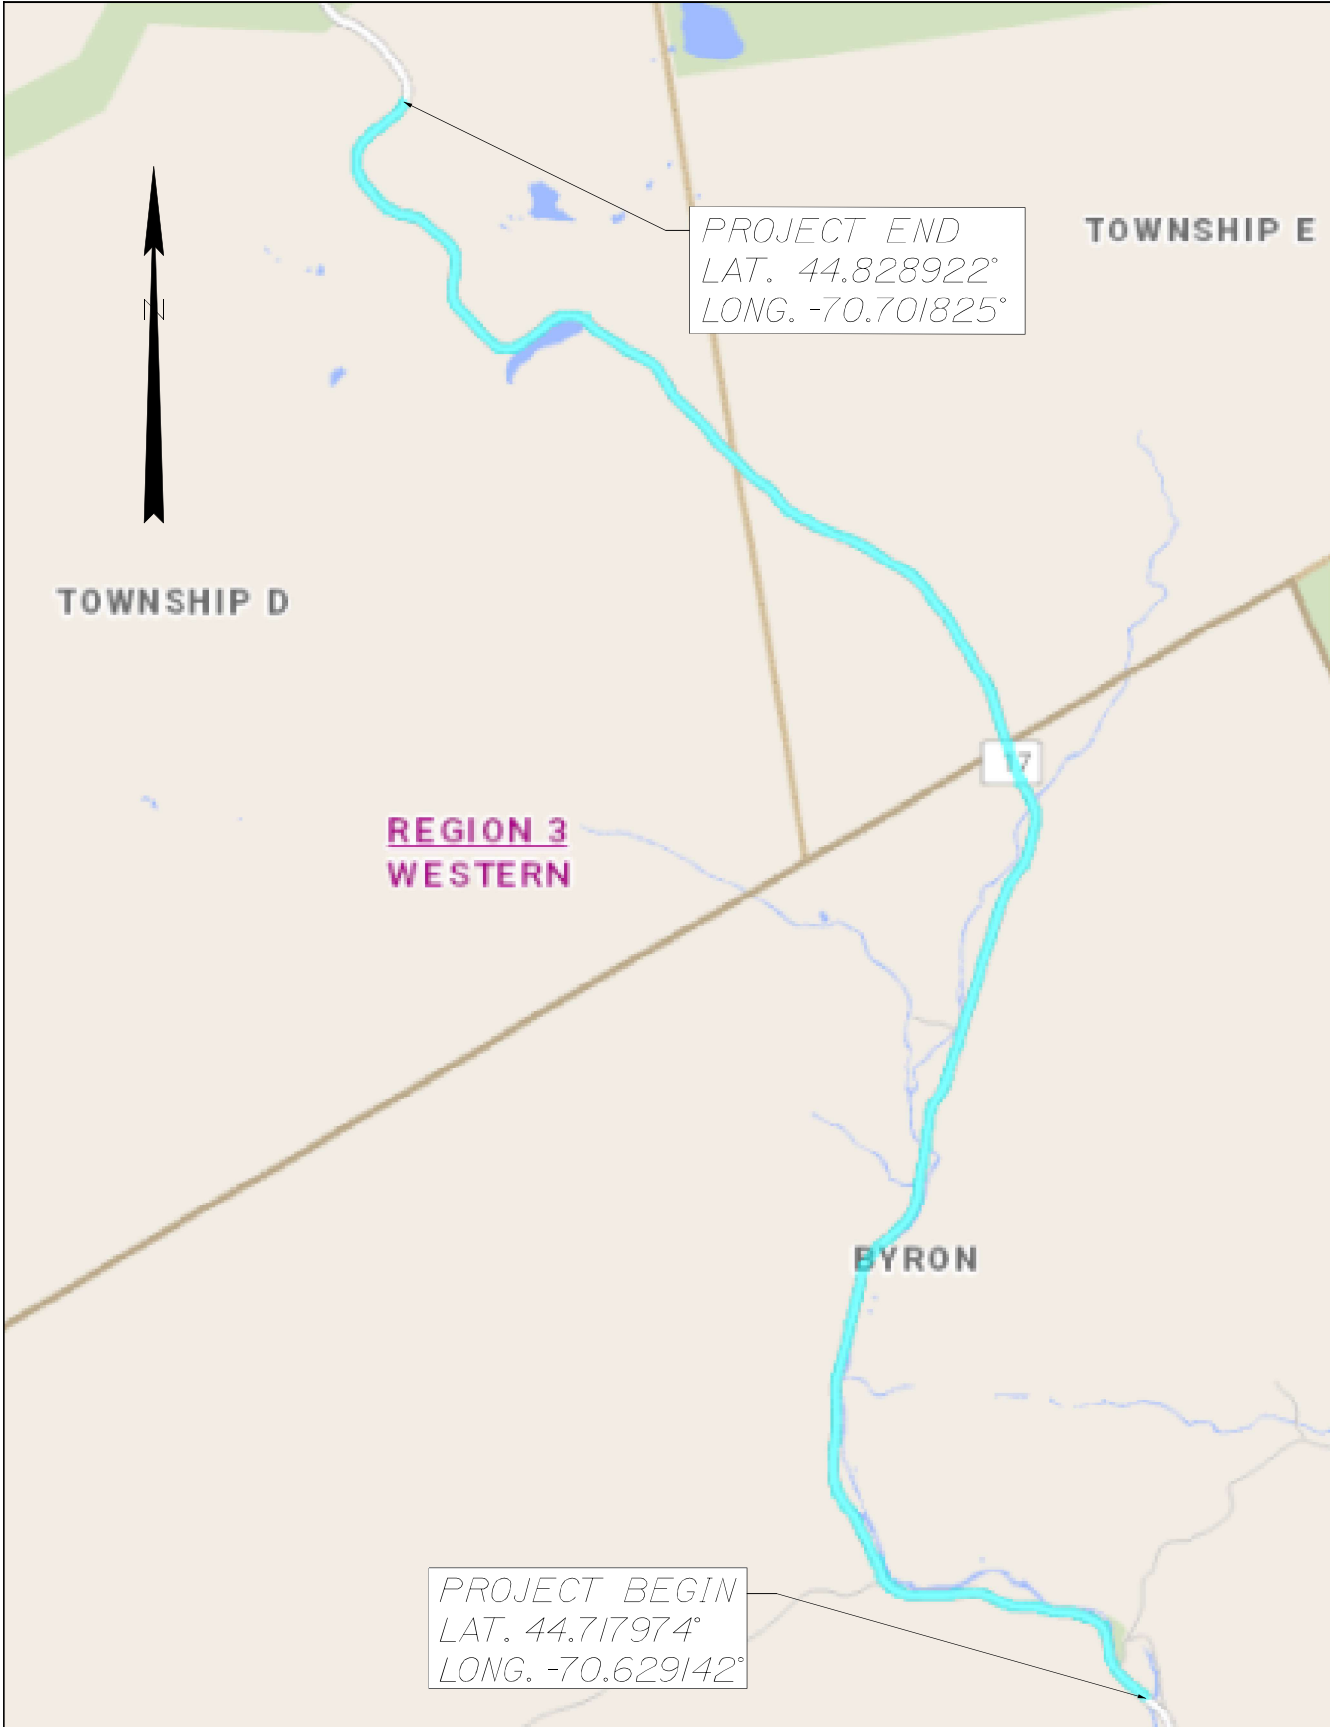 PROJECT END
LAT. 44.828922°
LONG. -70.701825°
TOWNSHIP E
N
TOWNSHIP D
17
REGION 3
WESTERN
BYRON
PROJECT BEGIN
LAT. 44.717974°
LONG. -70.629142°